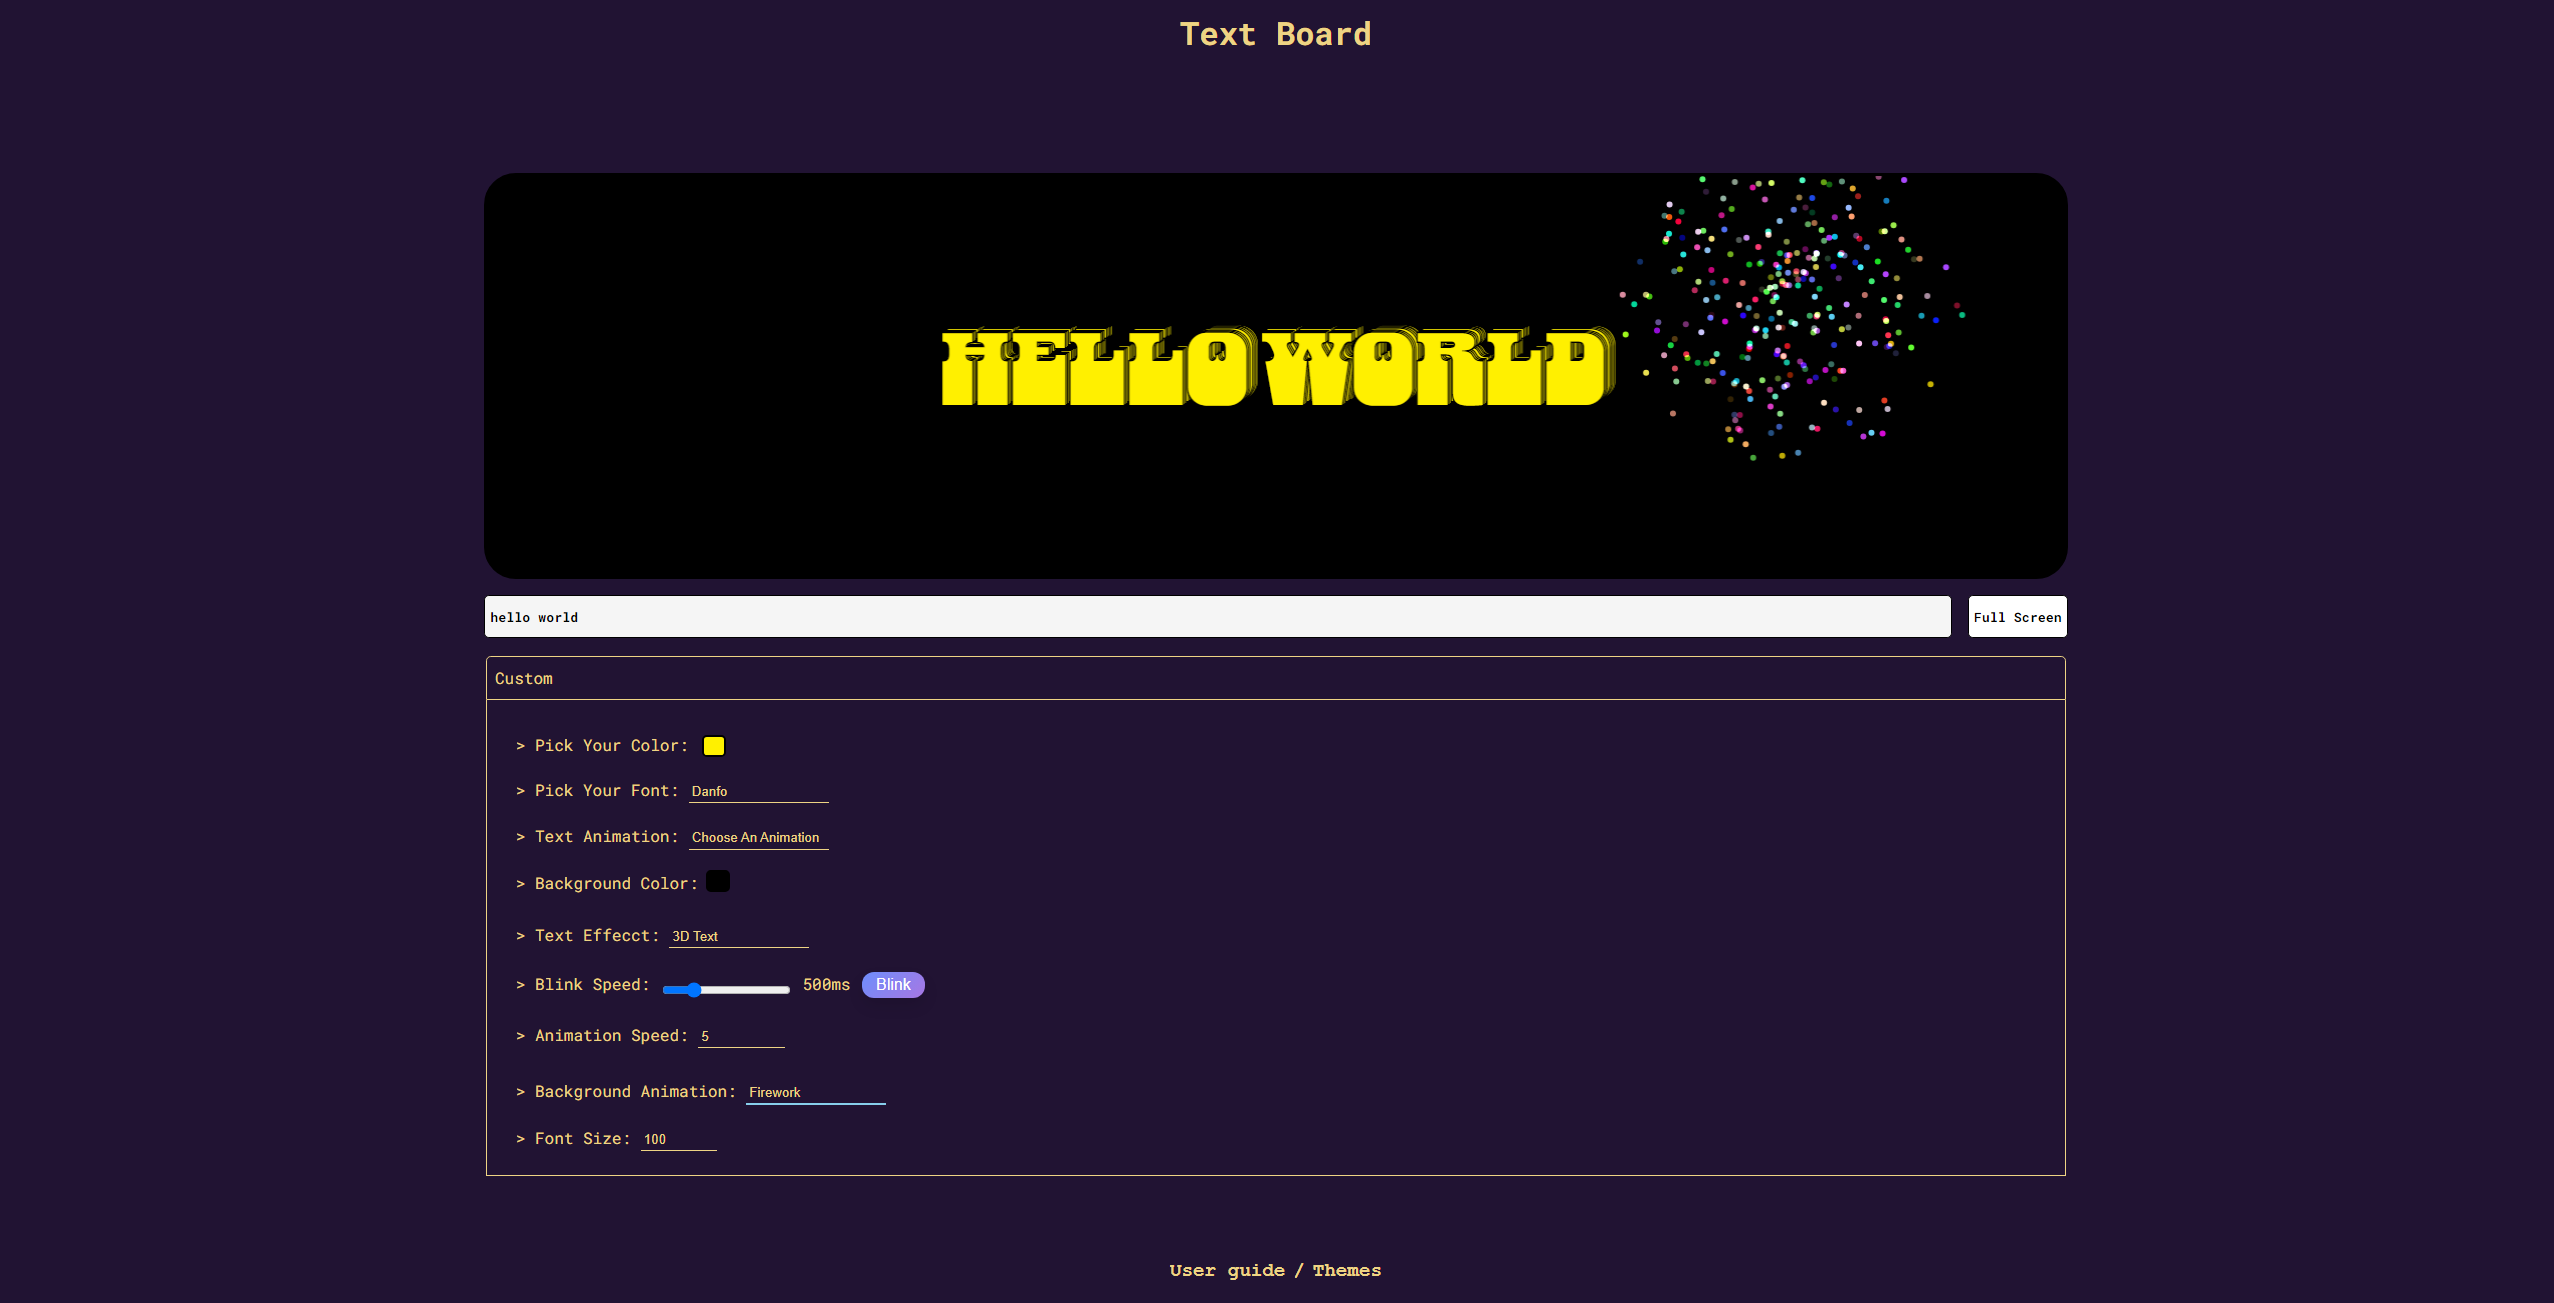 Text Board
HELLO WORLD
hello world
Full Screen
Custom
> Pick Your Color:
> Pick Your Font: Danfo
> Text Animation: Choose An Animation
> Background Color:
> Text Effecct: 3D Text
> Blink Speed: 500ms Blink
> Animation Speed: 5
> Background Animation: Firework
> Font Size: 100
User guide / Themes